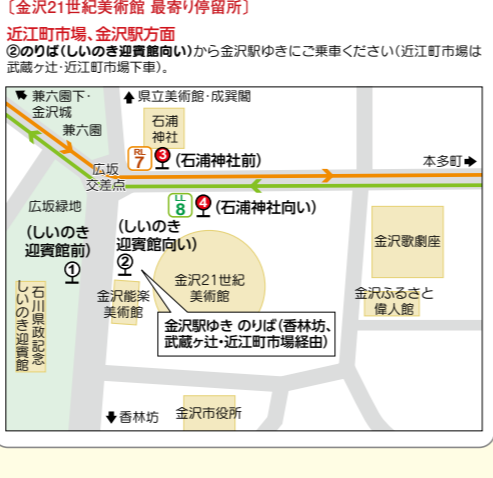 〔金沢21世紀美術館 最寄り停留所〕
近江町市場、金沢駅方面
②のりば(しいのき迎賓館向い)から金沢駅ゆきにご乗車ください(近江町市場は
武蔵ヶ辻・近江町市場下車)。
兼六園下・
金沢城
県立美術館・成巽閣
兼六園
石浦
神社
RL
7
3
(石浦神社前)
本多町
広坂
交差点
LL
8
4
(石浦神社向い)
広坂緑地
(しいのき
迎賓館前)
①
(しいのき
迎賓館向い)
②
金沢歌劇座
金沢21世紀
美術館
石川県政記念
しいのき迎賓館
金沢能楽
美術館
金沢ふるさと
偉人館
金沢駅ゆき のりば(香林坊、
武蔵ヶ辻・近江町市場経由)
香林坊
金沢市役所